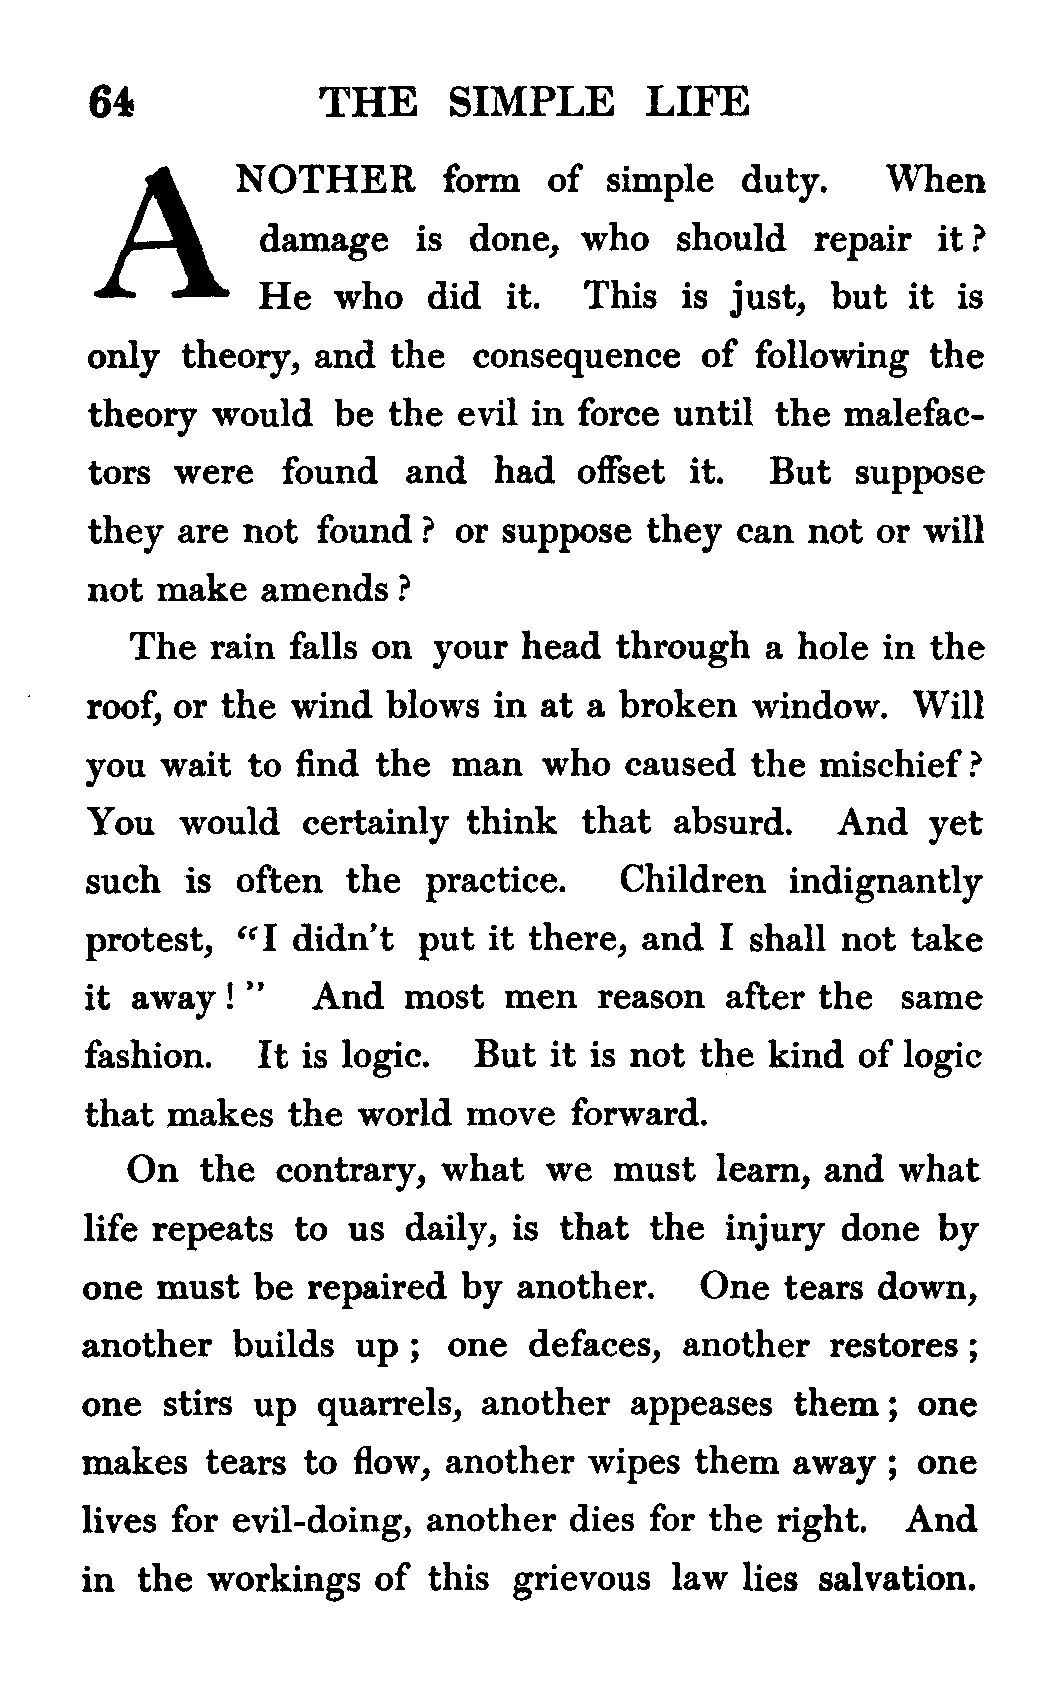 64 THE SIMPLE LIFE
ANOTHER form of simple duty. When
damage is done, who should repair it?
He who did it. This is just, but it is
only theory, and the consequence of following the
theory would be the evil in force until the malefac-
tors were found and had offset it. But suppose
they are not found? or suppose they can not or will
not make amends?
The rain falls on your head through a hole in the
roof, or the wind blows in at a broken window. Will
you wait to find the man who caused the mischief?
You would certainly think that absurd. And yet
such is often the practice. Children indignantly
protest, "I didn't put it there, and I shall not take
it away!" And most men reason after the same
fashion. It is logic. But it is not the kind of logic
that makes the world move forward.
On the contrary, what we must learn, and what
life repeats to us daily, is that the injury done by
one must be repaired by another. One tears down,
another builds up; one defaces, another restores;
one stirs up quarrels, another appeases them; one
makes tears to flow, another wipes them away; one
lives for evil-doing, another dies for the right. And
in the workings of this grievous law lies salvation.